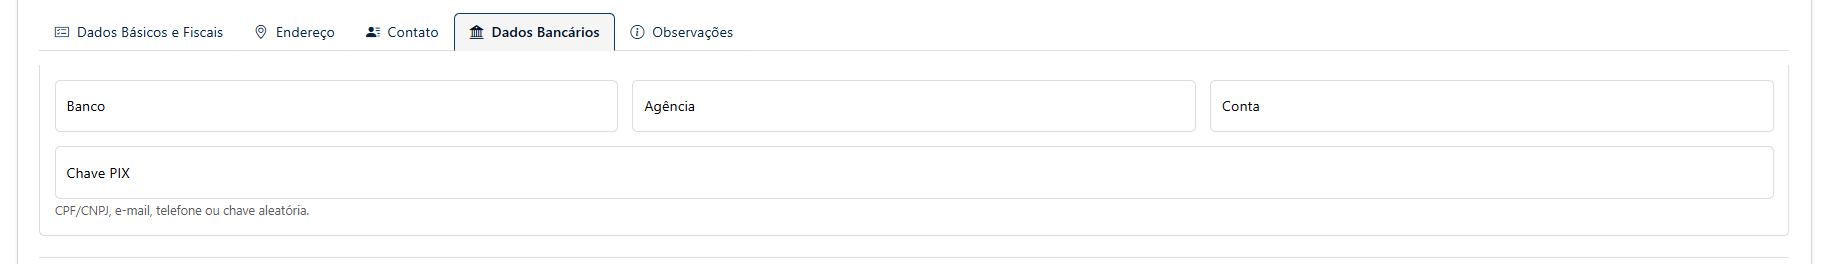 Dados Básicos e Fiscais Endereço Contato Dados Bancários Observações
Banco Agência Conta
Chave PIX
CPF/CNPJ, e-mail, telefone ou chave aleatória.